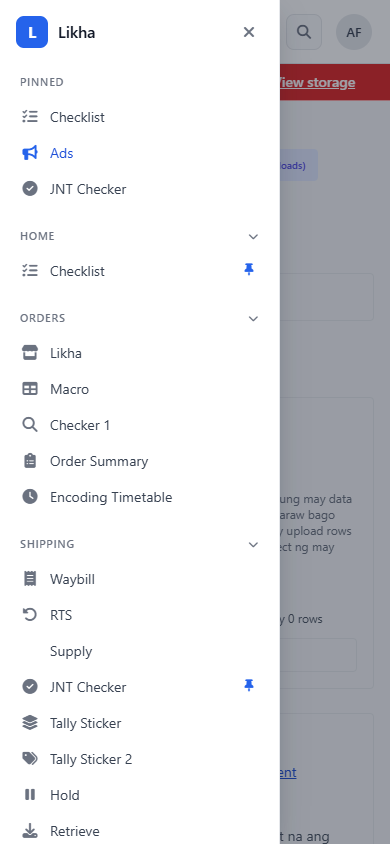 L Likha
AF
View storage
PINNED
Checklist
Ads
loads)
JNT Checker
HOME
Checklist
ORDERS
Likha
Macro
Checker 1
Order Summary
Encoding Timetable
ung may data
araw bago
y upload rows
ect ng may
SHIPPING
Waybill
RTS
y 0 rows
Supply
JNT Checker
Tally Sticker
Tally Sticker 2
ent
Hold
Retrieve
t na ang